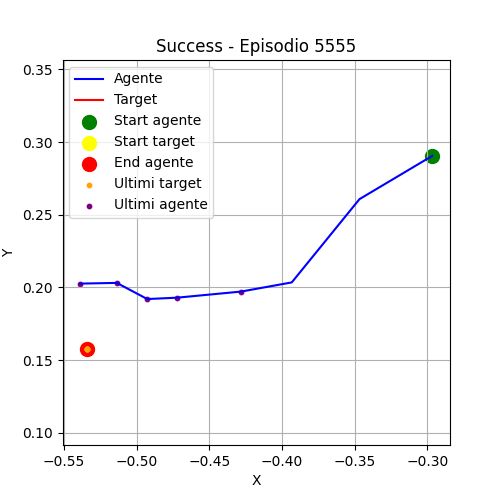 Success - Episodio 5555
0.35
0.30
0.25
0.20
0.15
0.10
Y
Agente
Target
Start agente
Start target
End agente
Ultimi target
Ultimi agente
−0.55 −0.50 −0.45 −0.40 −0.35 −0.30
X